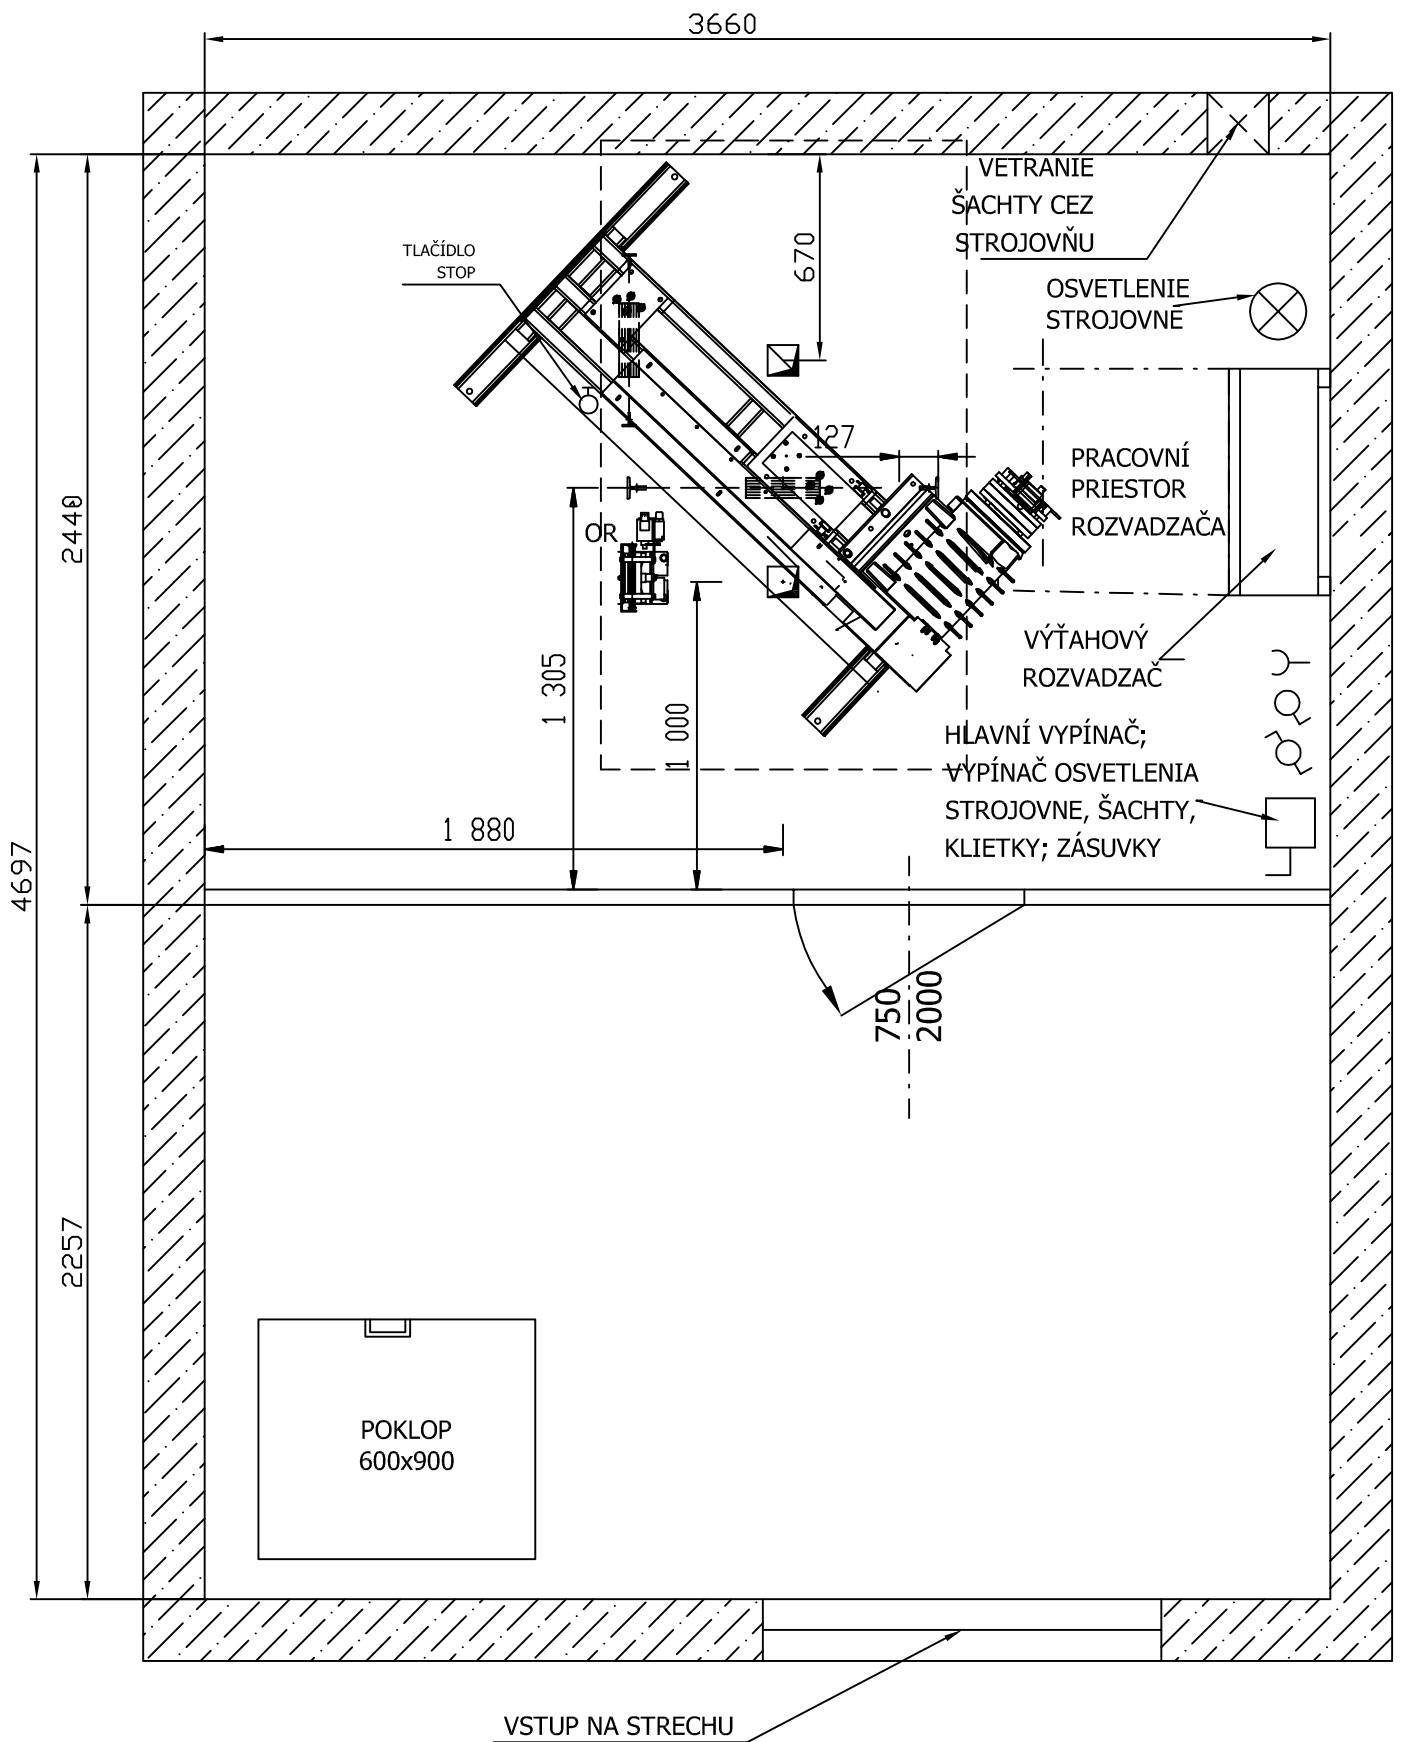 3660
VETRANIE
ŠACHTY CEZ
STROJOVŇU
TLAČÍDLO
STOP
670
OSVETLENIE
STROJOVNE
127
PRACOVNÍ
PRIESTOR
ROZVADZAČA
2440
OR
VÝŤAHOVÝ
ROZVADZAČ
1 305
1 000
HLAVNÍ VYPÍNAČ;
VYPÍNAČ OSVETLENIA
STROJOVNE, ŠACHTY,
KLIETKY; ZÁSUVKY
1 880
4697
750
2000
2257
POKLOP
600x900
VSTUP NA STRECHU